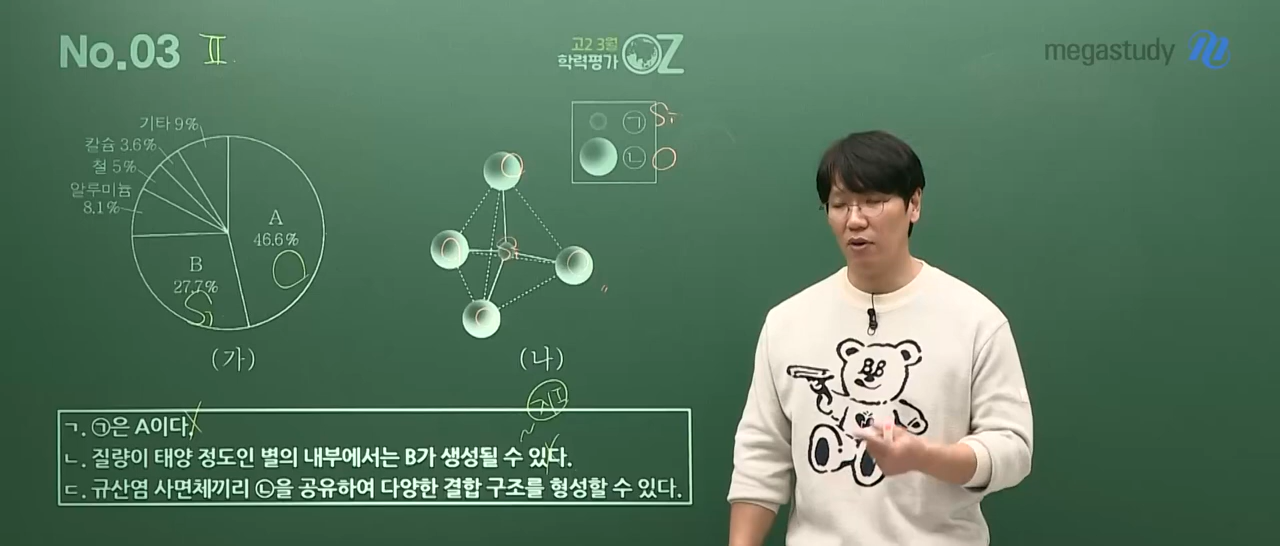 No.03 II
고2 3월
학력평가 OZ
megastudy
기타 9%
칼슘 3.6%
철 5%
알루미늄
8.1%
A
46.6%
O
B
27.7%
Si
(가)
㉠ Si
㉡ O
Si
(나)
ㄱ. ㉠은 A이다. X
ㄴ. 질량이 태양 정도인 별의 내부에서는 B가 생성될 수 있다.
ㄷ. 규산염 사면체끼리 ㉡을 공유하여 다양한 결합 구조를 형성할 수 있다.